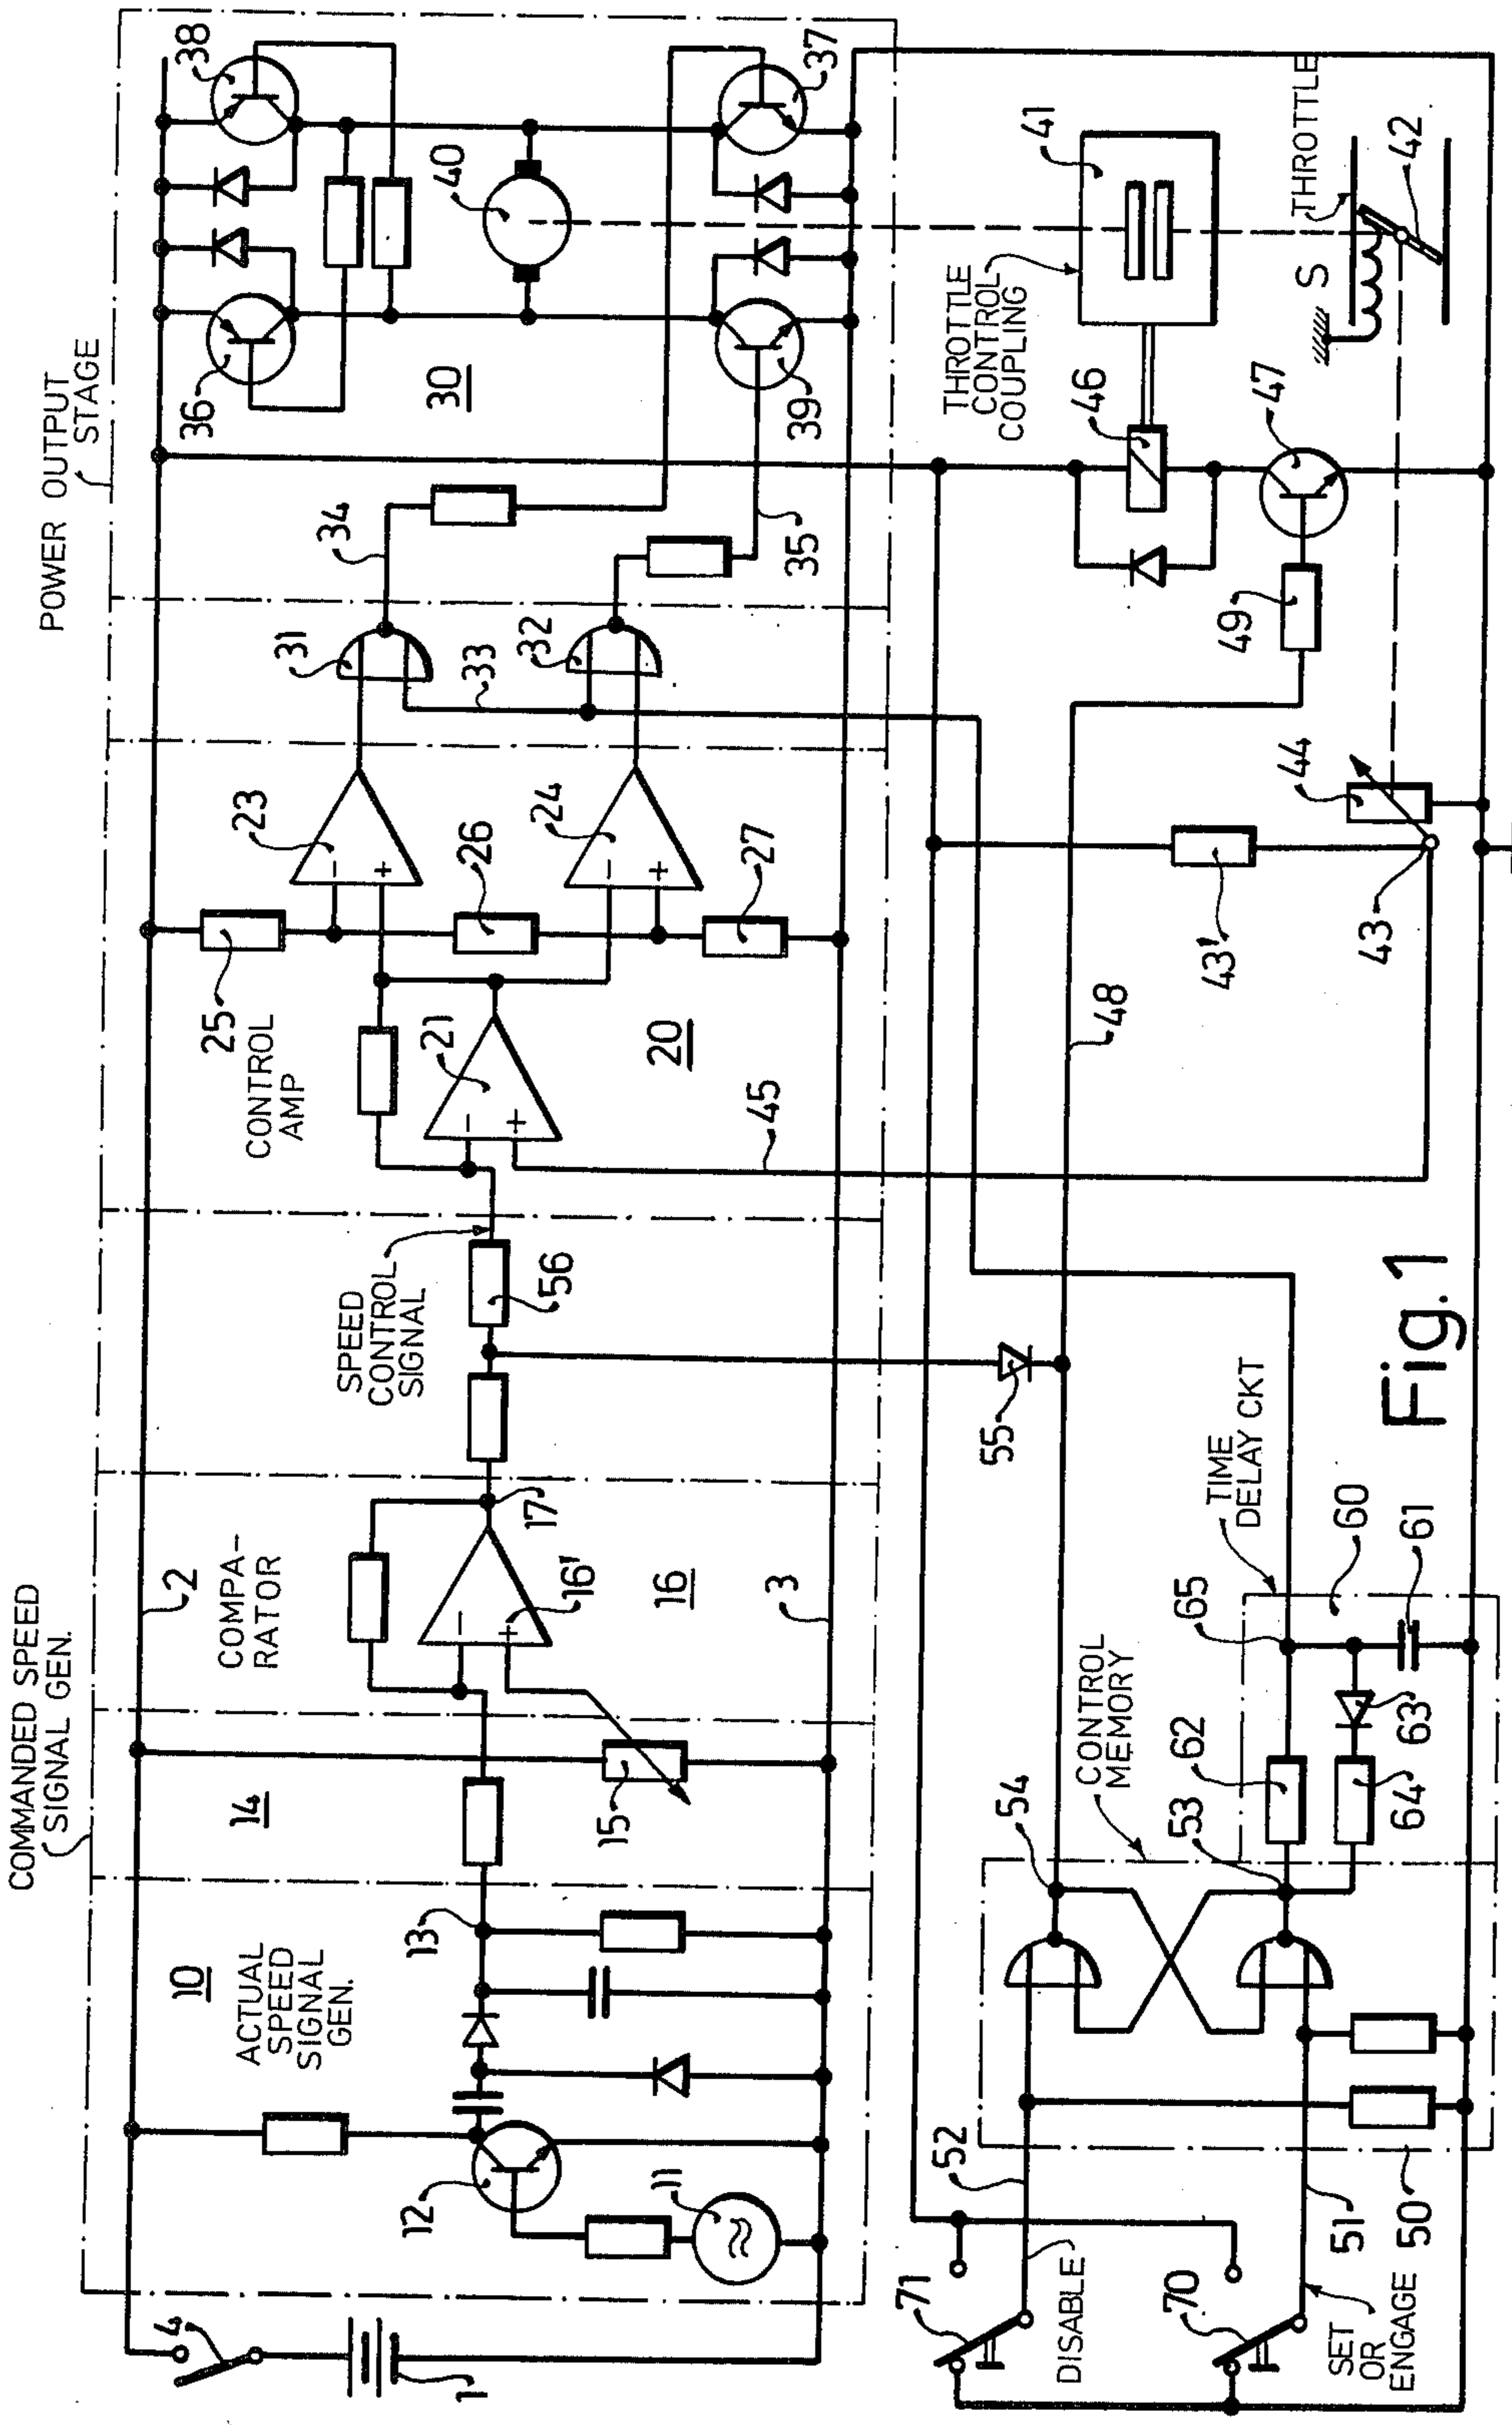 COMMANDED SPEED
SIGNAL GEN.
POWER OUTPUT
STAGE
4
1
10
ACTUAL
SPEED
SIGNAL
GEN.
11
12
13
14
15
2
COMPA-
RATOR
16
16'
17
3
SPEED
CONTROL
SIGNAL
56
CONTROL
AMP
20
21
23
24
25
26
27
45
30
31
32
33
34
35
36
37
38
39
40
THROTTLE
CONTROL
COUPLING
41
THROTTLE
S
42
43
43'
44
46
47
48
49
71
DISABLE
70
SET
OR
ENGAGE
50
51
52
53
54
55
CONTROL
MEMORY
TIME
DELAY CKT
60
61
62
63
64
65
Fig.1